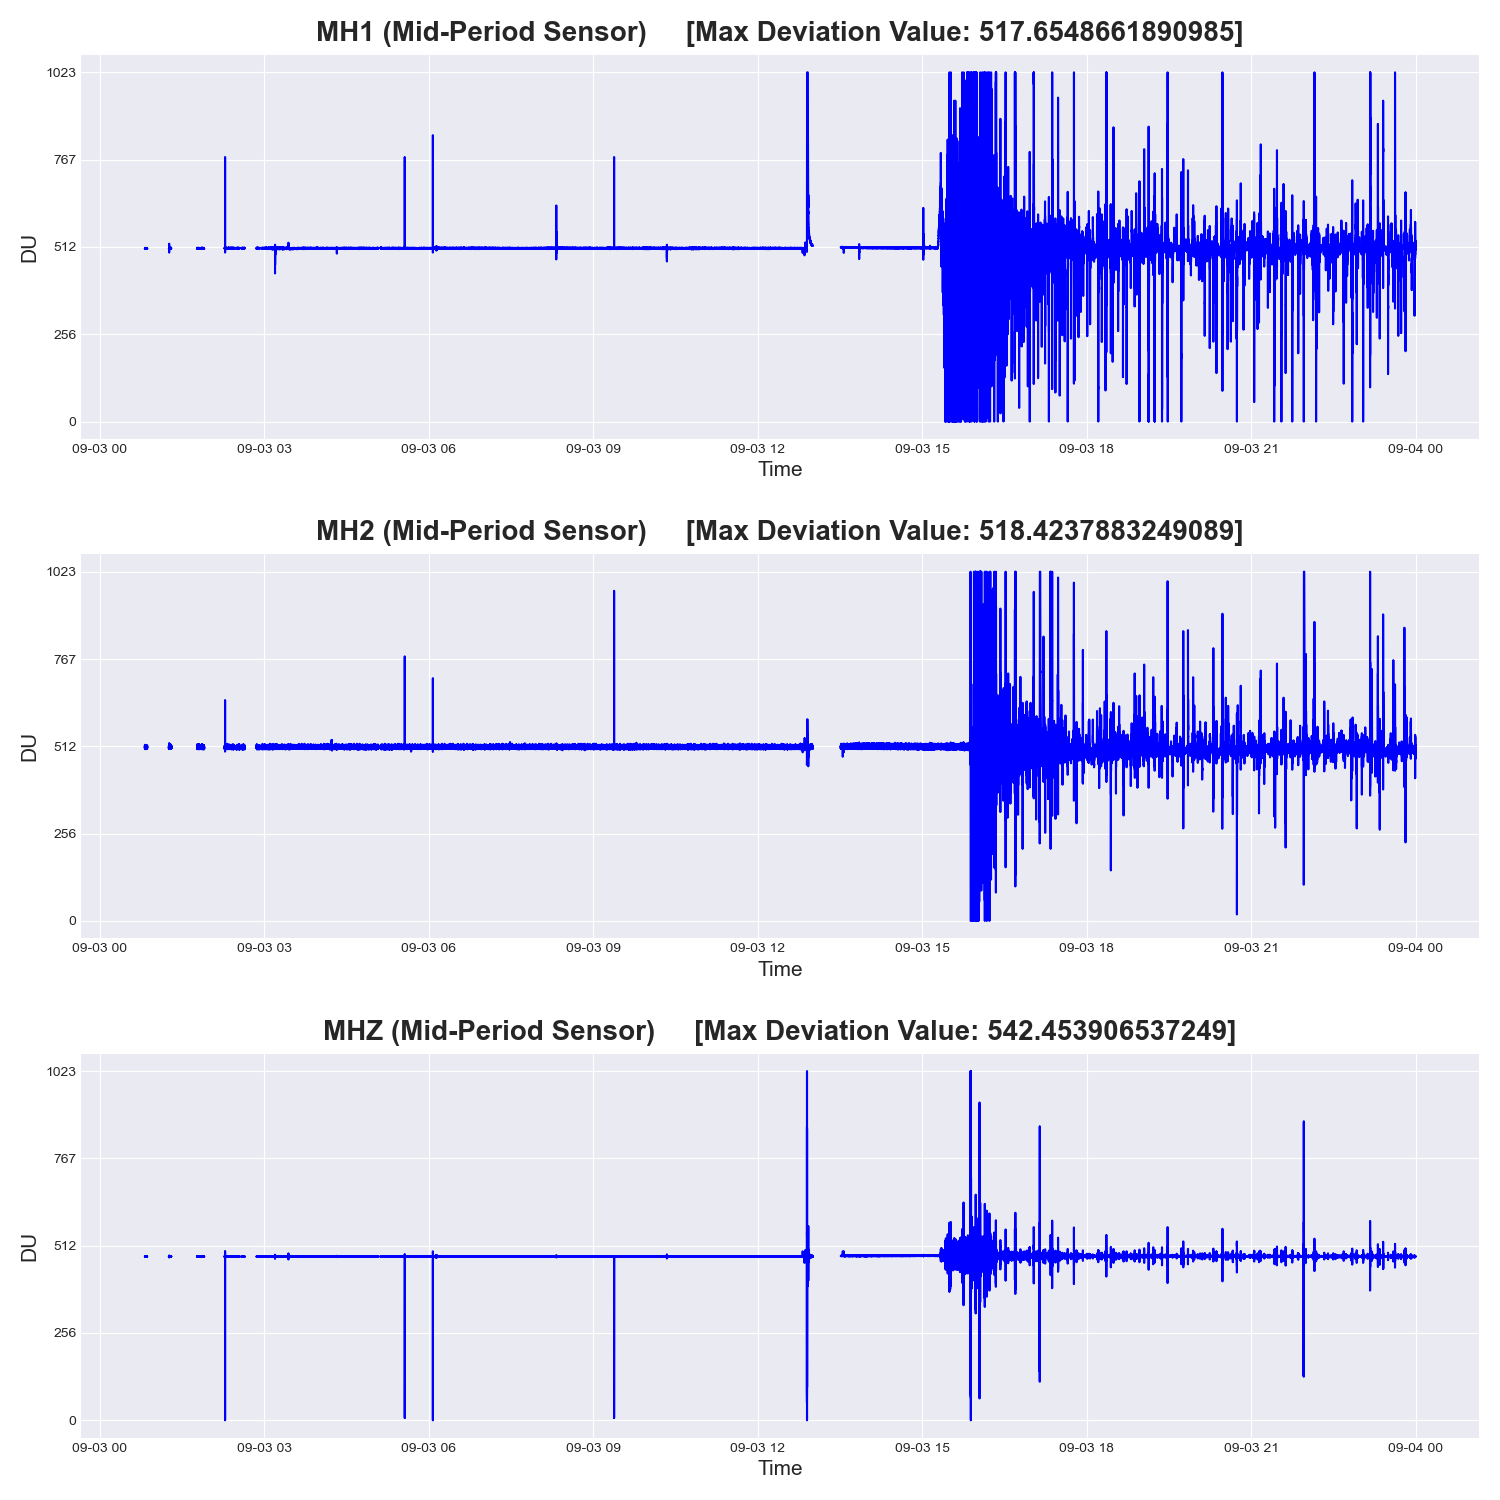 MH1 (Mid-Period Sensor) [Max Deviation Value: 517.6548661890985]
1023
767
512
256
0
DU
09-03 00 09-03 03 09-03 06 09-03 09 09-03 12 09-03 15 09-03 18 09-03 21 09-04 00
Time
MH2 (Mid-Period Sensor) [Max Deviation Value: 518.4237883249089]
1023
767
512
256
0
DU
09-03 00 09-03 03 09-03 06 09-03 09 09-03 12 09-03 15 09-03 18 09-03 21 09-04 00
Time
MHZ (Mid-Period Sensor) [Max Deviation Value: 542.453906537249]
1023
767
512
256
0
DU
09-03 00 09-03 03 09-03 06 09-03 09 09-03 12 09-03 15 09-03 18 09-03 21 09-04 00
Time